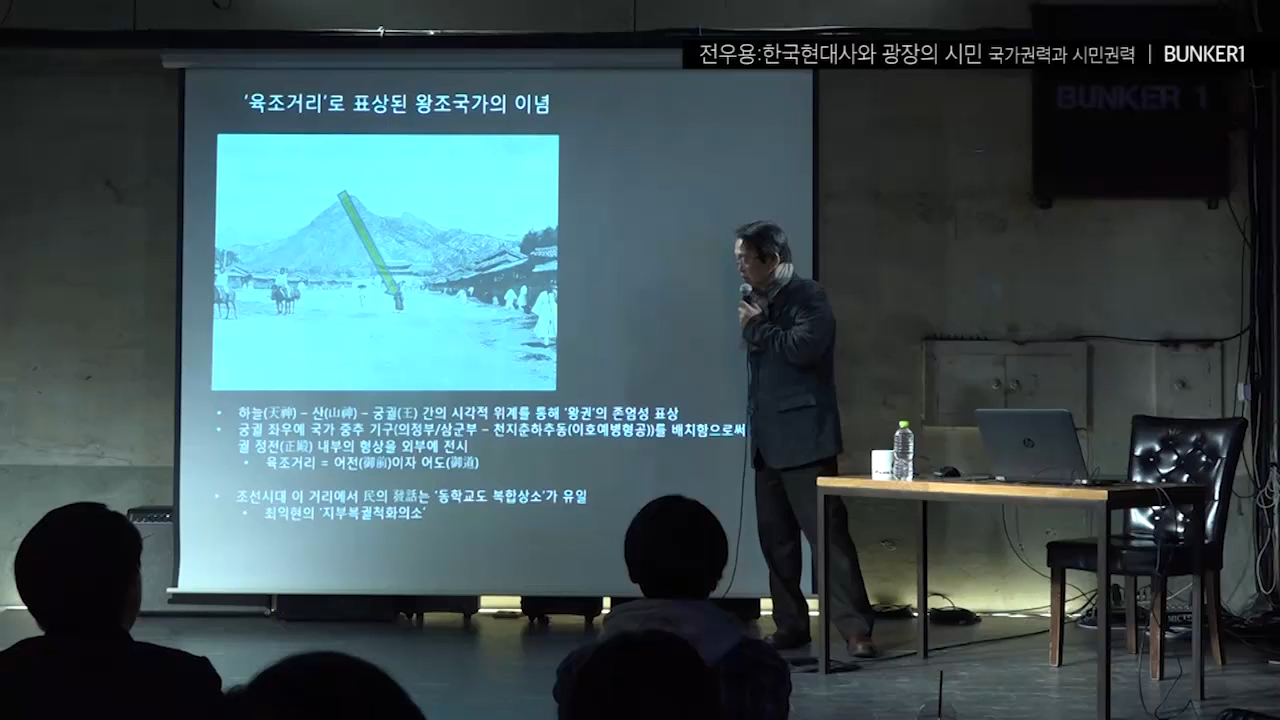 전우용:한국현대사와 광장의 시민 국가권력과 시민권력 | BUNKER1
BUNKER 1
'육조거리'로 표상된 왕조국가의 이념
• 하늘(天神) – 산(山神) – 궁궐(王) 간의 시각적 위계를 통해 '왕권'의 존엄성 표상
• 궁궐 좌우에 국가 중추 기구(의정부/삼군부 – 천지춘하추동(이호예병형공))를 배치함으로써
궐 정전(正殿) 내부의 형상을 외부에 전시
• 육조거리 = 어전(御前)이자 어도(御道)
• 조선시대 이 거리에서 民의 發話는 '동학교도 복합상소'가 유일
• 최익현의 '지부복궐척화의소'
hp